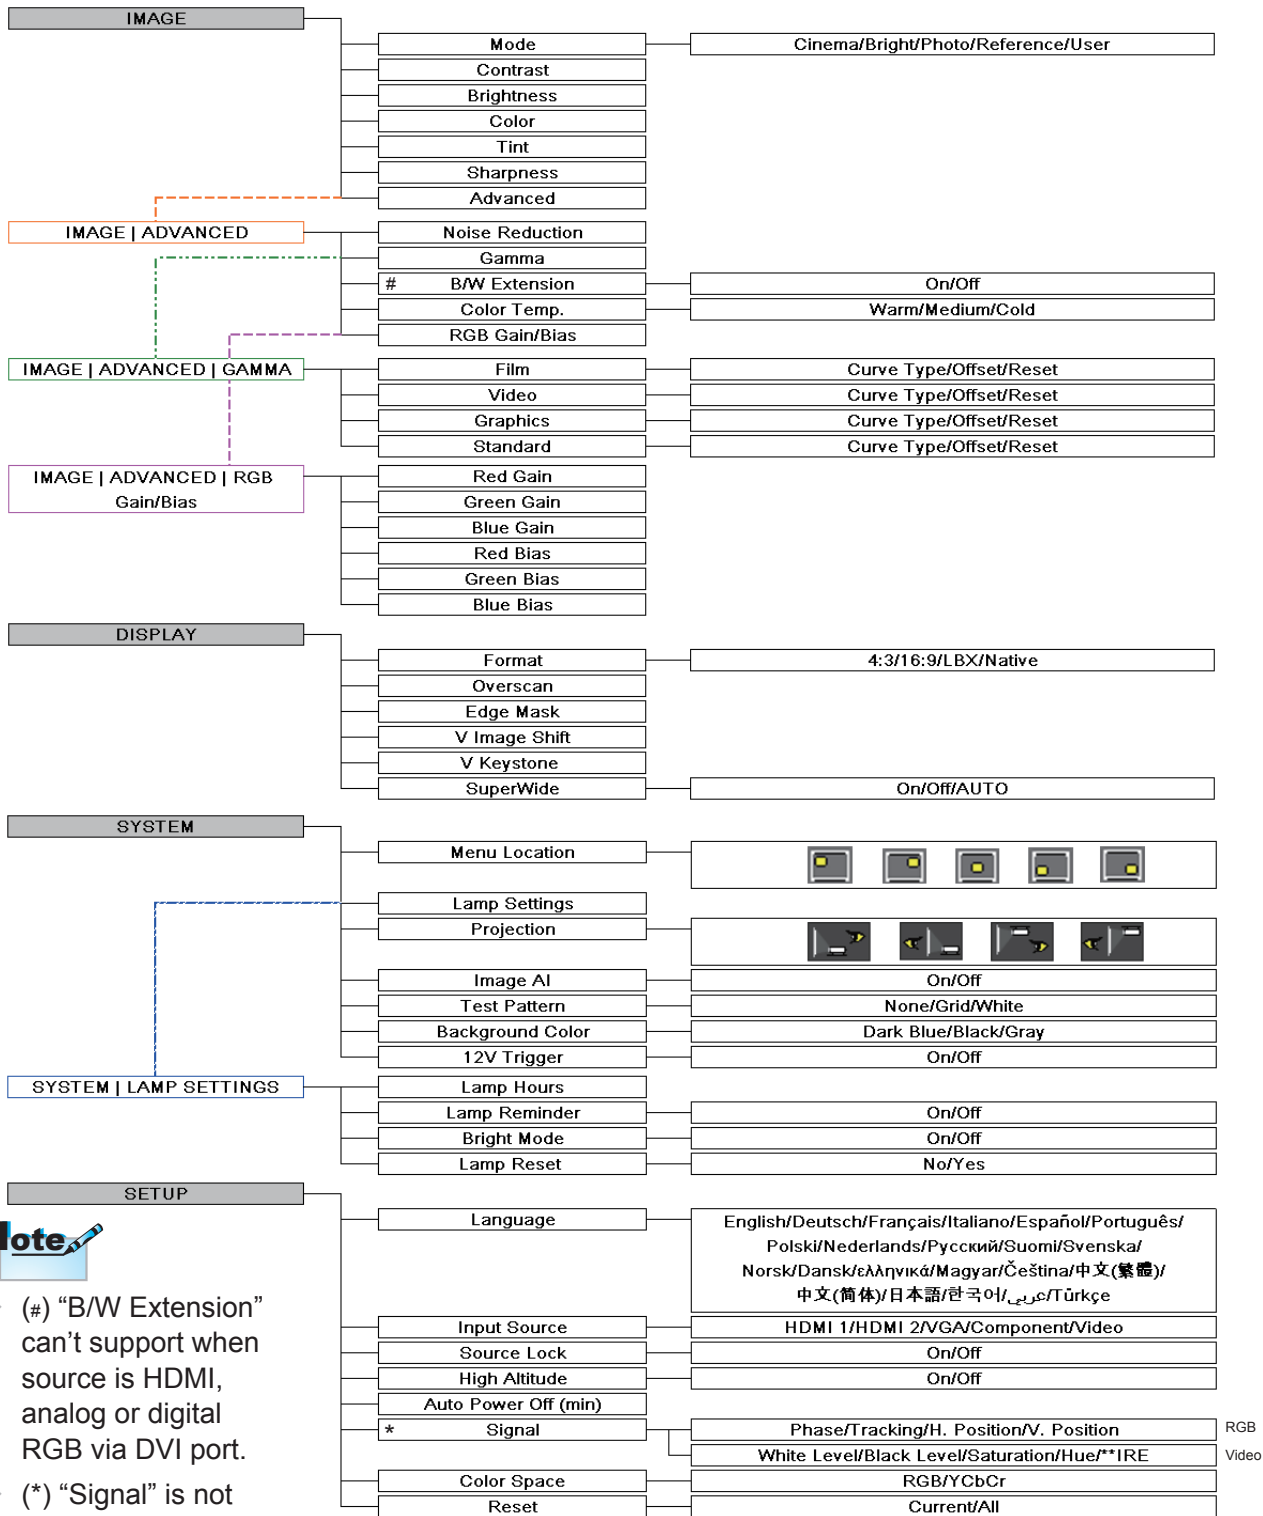 IMAGE
Mode Cinema/Bright/Photo/Reference/User
Contrast
Brightness
Color
Tint
Sharpness
Advanced
IMAGE | ADVANCED Noise Reduction
Gamma
# B/W Extension On/Off
Color Temp. Warm/Medium/Cold
RGB Gain/Bias
IMAGE | ADVANCED | GAMMA Film Curve Type/Offset/Reset
Video Curve Type/Offset/Reset
Graphics Curve Type/Offset/Reset
Standard Curve Type/Offset/Reset
IMAGE | ADVANCED | RGB Red Gain
Gain/Bias Green Gain
Blue Gain
Red Bias
Green Bias
Blue Bias
DISPLAY
Format 4:3/16:9/LBX/Native
Overscan
Edge Mask
V Image Shift
V Keystone
SuperWide On/Off/AUTO
SYSTEM
Menu Location
Lamp Settings
Projection
Image AI On/Off
Test Pattern None/Grid/White
Background Color Dark Blue/Black/Gray
12V Trigger On/Off
SYSTEM | LAMP SETTINGS Lamp Hours
Lamp Reminder On/Off
Bright Mode On/Off
Lamp Reset No/Yes
SETUP
Language English/Deutsch/Français/Italiano/Español/Português/
Polski/Nederlands/Русский/Suomi/Svenska/
Norsk/Dansk/ελληνικά/Magyar/Čeština/中文(繁體)/
中文(简体)/日本語/한국어/عربي/Türkçe
Input Source HDMI 1/HDMI 2/VGA/Component/Video
Source Lock On/Off
High Altitude On/Off
Auto Power Off (min)
* Signal Phase/Tracking/H. Position/V. Position RGB
White Level/Black Level/Saturation/Hue/**IRE Video
Color Space RGB/YCbCr
Reset Current/All
Note
(#) “B/W Extension”
can’t support when
source is HDMI,
analog or digital
RGB via DVI port.
(*) “Signal” is not